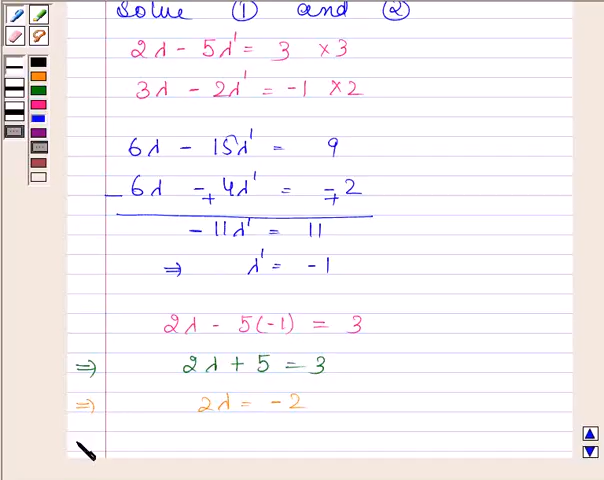 Solve ① and ②
2λ - 5λ' = 3 ×3
3λ - 2λ' = -1 ×2
6λ - 15λ' = 9
- 6λ -+ 4λ' = -+ 2
- 11λ' = 11
⇒ λ' = -1
2λ - 5(-1) = 3
⇒ 2λ + 5 = 3
⇒ 2λ = -2